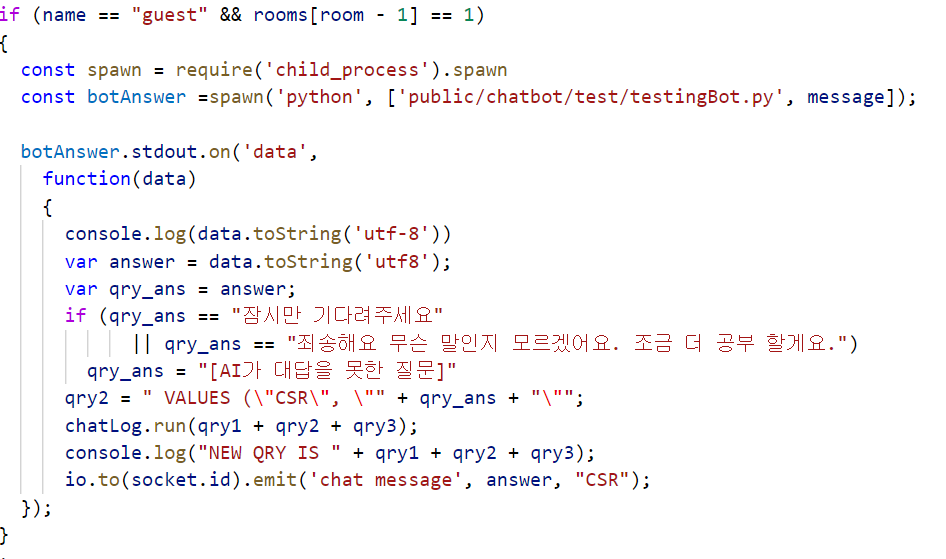 if (name == "guest" && rooms[room - 1] == 1)
{
const spawn = require('child_process').spawn
const botAnswer =spawn('python', ['public/chatbot/test/testingBot.py', message]);
botAnswer.stdout.on('data',
function(data)
{
console.log(data.toString('utf-8'))
var answer = data.toString('utf8');
var qry_ans = answer;
if (qry_ans == "잠시만 기다려주세요"
|| qry_ans == "죄송해요 무슨 말인지 모르겠어요. 조금 더 공부 할게요.")
qry_ans = "[AI가 대답을 못한 질문]"
qry2 = " VALUES (\"CSR\", \"" + qry_ans + "\"";
chatLog.run(qry1 + qry2 + qry3);
console.log("NEW QRY IS " + qry1 + qry2 + qry3);
io.to(socket.id).emit('chat message', answer, "CSR");
});
}